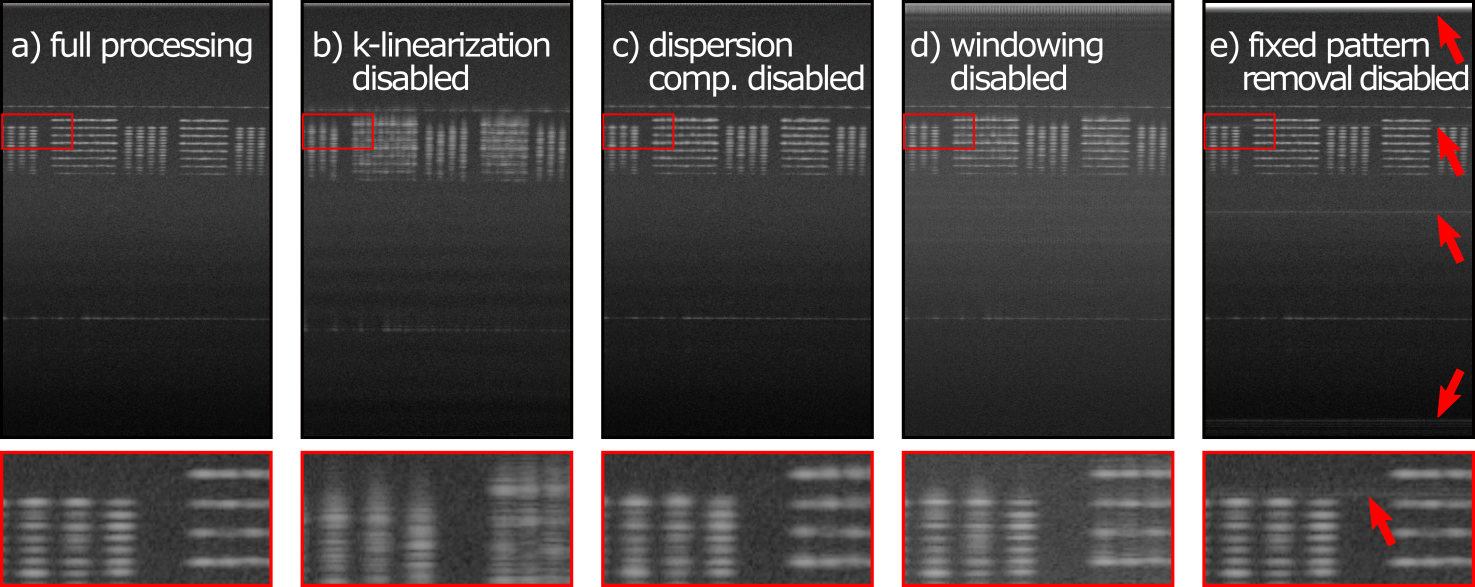 a) full processing
b) k-linearization
disabled
c) dispersion
comp. disabled
d) windowing
disabled
e) fixed pattern
removal disabled